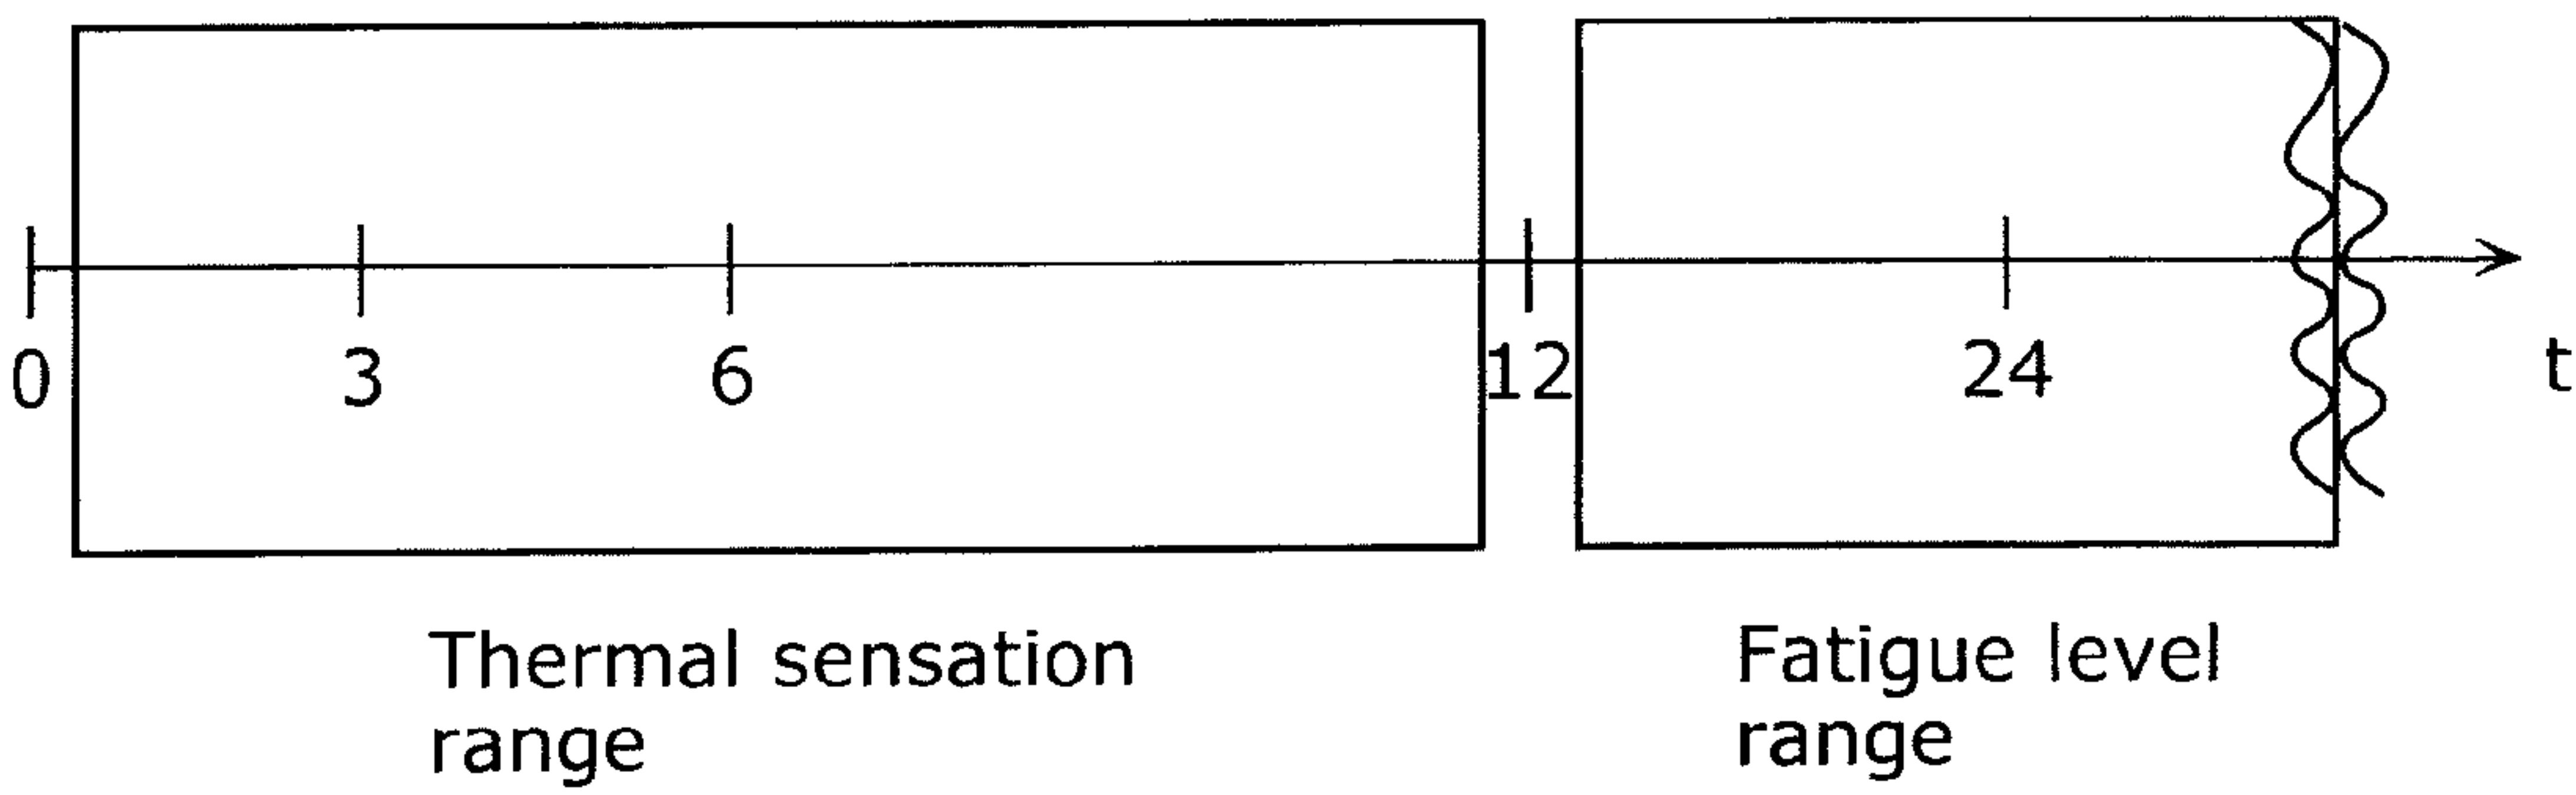 0 3 6 12 24 t
Thermal sensation
range
Fatigue level
range